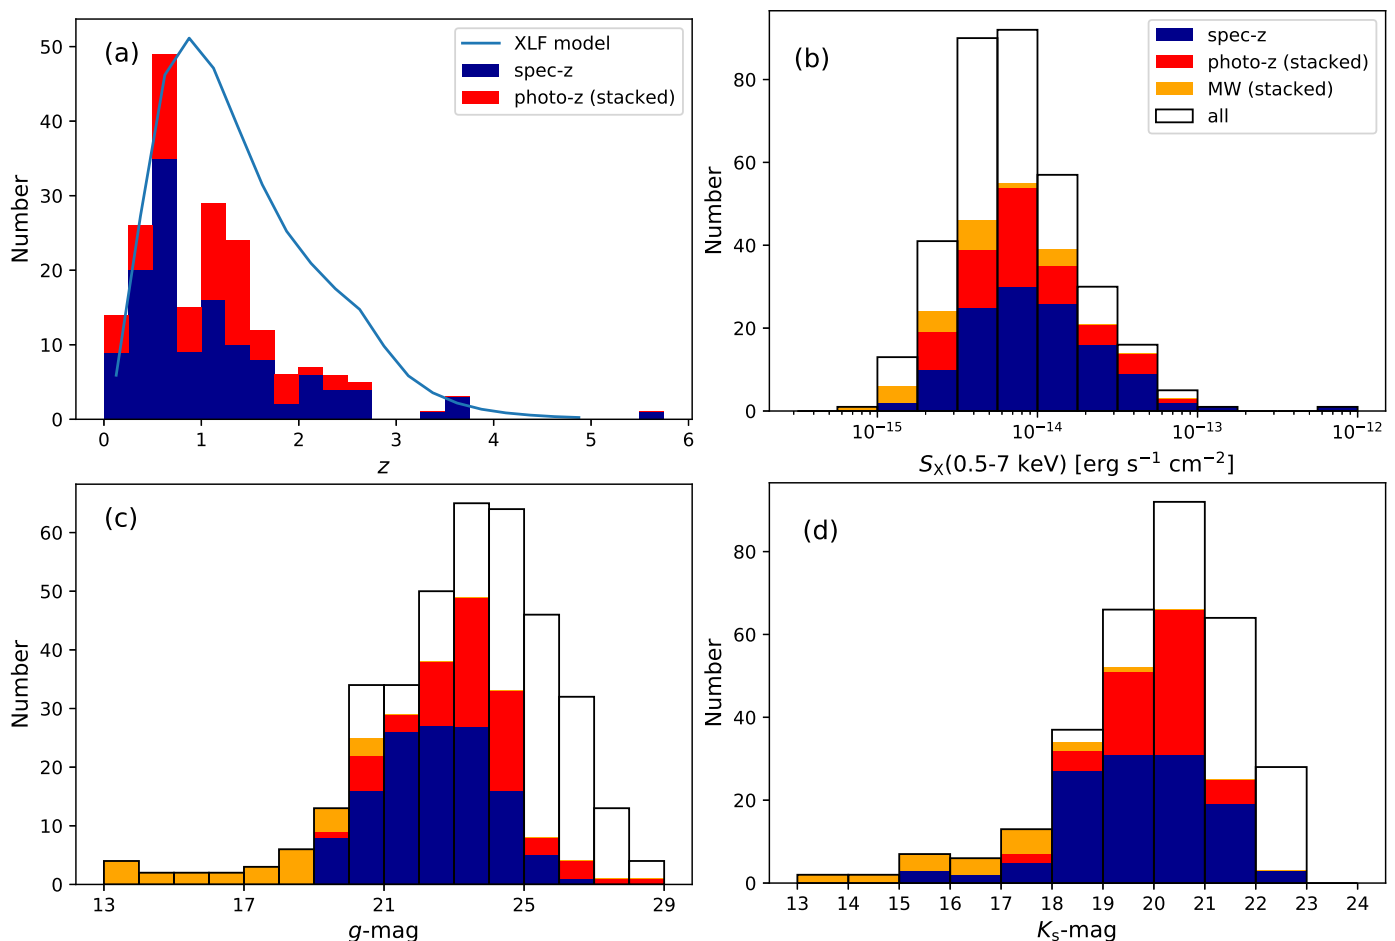 (a)
XLF model
spec-z
photo-z (stacked)
Number
50
40
30
20
10
0
0 1 2 3 4 5 6
z
(b)
spec-z
photo-z (stacked)
MW (stacked)
all
Number
80
60
40
20
0
10⁻¹⁵ 10⁻¹⁴ 10⁻¹³ 10⁻¹²
S_X(0.5-7 keV) [erg s⁻¹ cm⁻²]
(c)
Number
60
50
40
30
20
10
0
13 17 21 25 29
g-mag
(d)
Number
80
60
40
20
0
13 14 15 16 17 18 19 20 21 22 23 24
Kₛ-mag